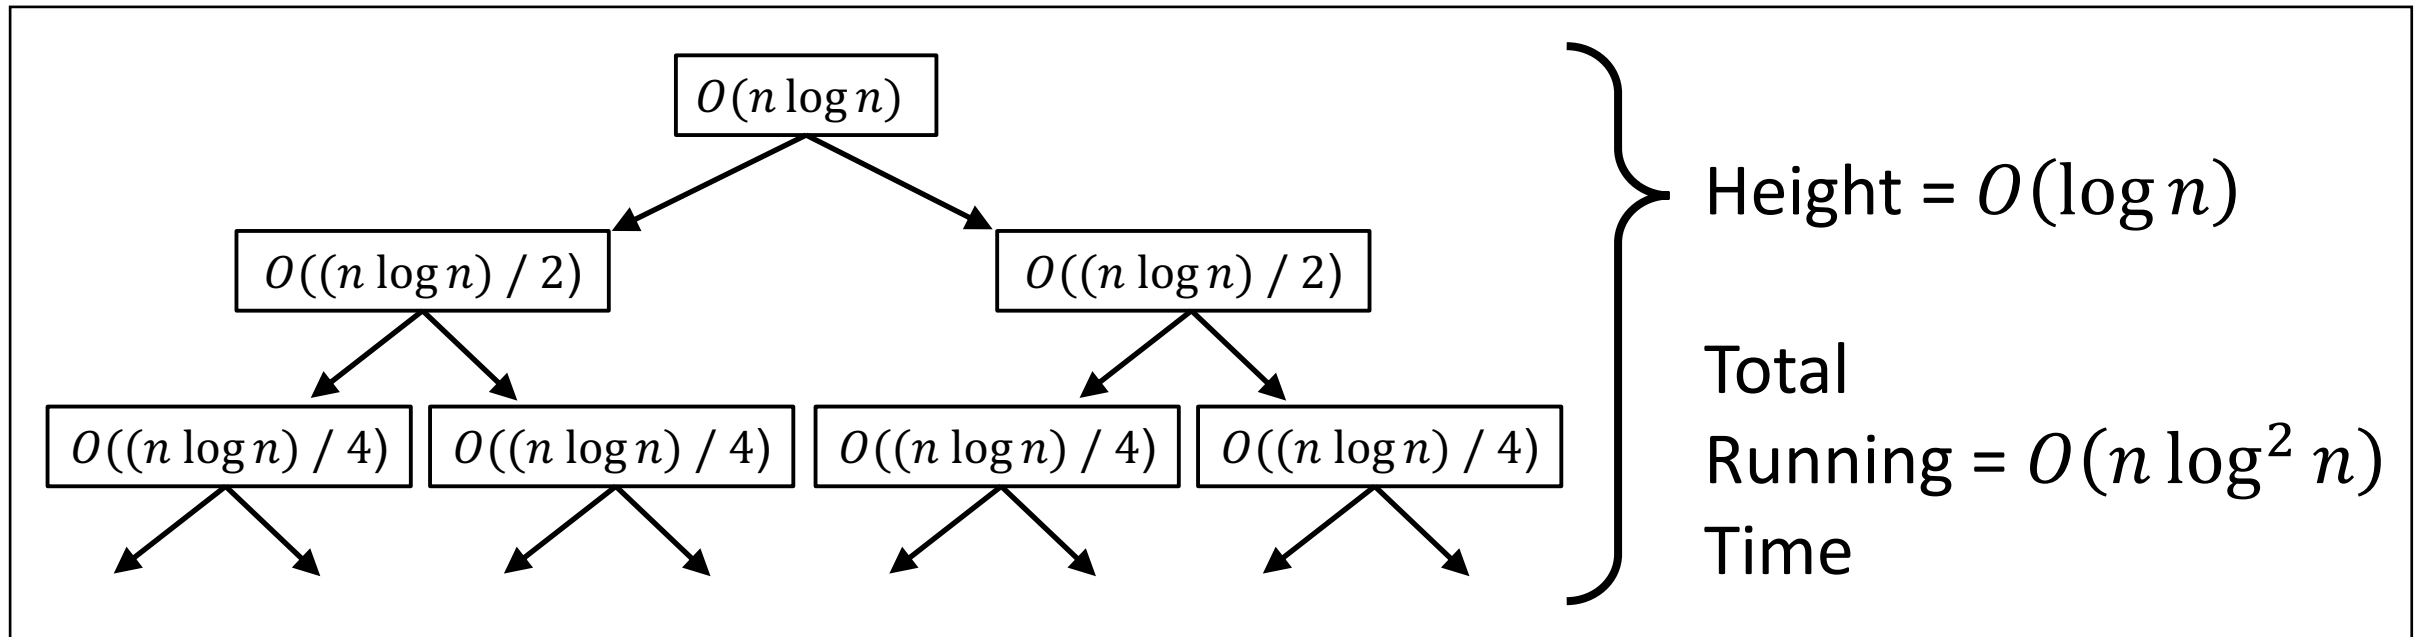 O(n log n)
O((n log n) / 2) O((n log n) / 2)
O((n log n) / 4) O((n log n) / 4) O((n log n) / 4) O((n log n) / 4)
Height = O(log n)
Total
Running = O(n log² n)
Time